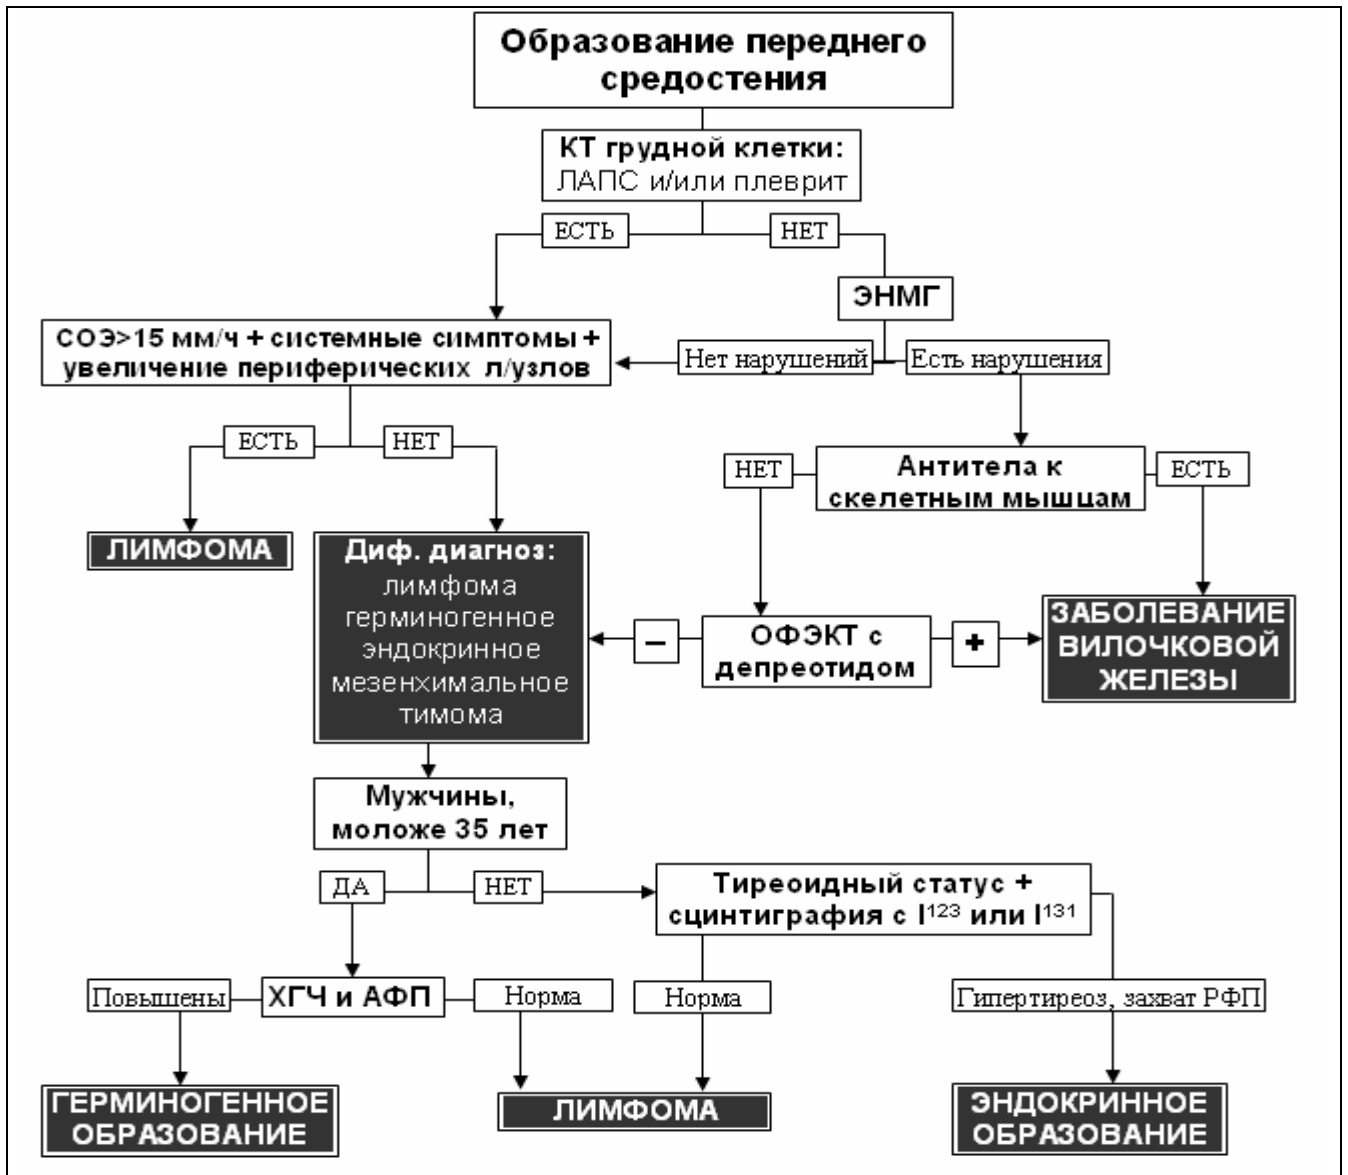 Образование переднего
средостения
КТ грудной клетки:
ЛАПС и/или плеврит
ЕСТЬ
НЕТ
ЭНМГ
СОЭ>15 мм/ч + системные симптомы +
увеличение периферических л/узлов
Нет нарушений
Есть нарушения
ЕСТЬ
НЕТ
НЕТ
Антитела к
скелетным мышцам
ЕСТЬ
ЛИМФОМА
Диф. диагноз:
лимфома
герминогенное
эндокринное
мезенхимальное
тимома
–
ОФЭКТ с
депреотидом
+
ЗАБОЛЕВАНИЕ
ВИЛОЧКОВОЙ
ЖЕЛЕЗЫ
Мужчины,
моложе 35 лет
ДА
НЕТ
Тиреоидный статус +
сцинтиграфия с I¹²³ или I¹³¹
Повышены
ХГЧ и АФП
Норма
Норма
Гипертиреоз, захват РФП
ГЕРМИНОГЕННОЕ
ОБРАЗОВАНИЕ
ЛИМФОМА
ЭНДОКРИННОЕ
ОБРАЗОВАНИЕ